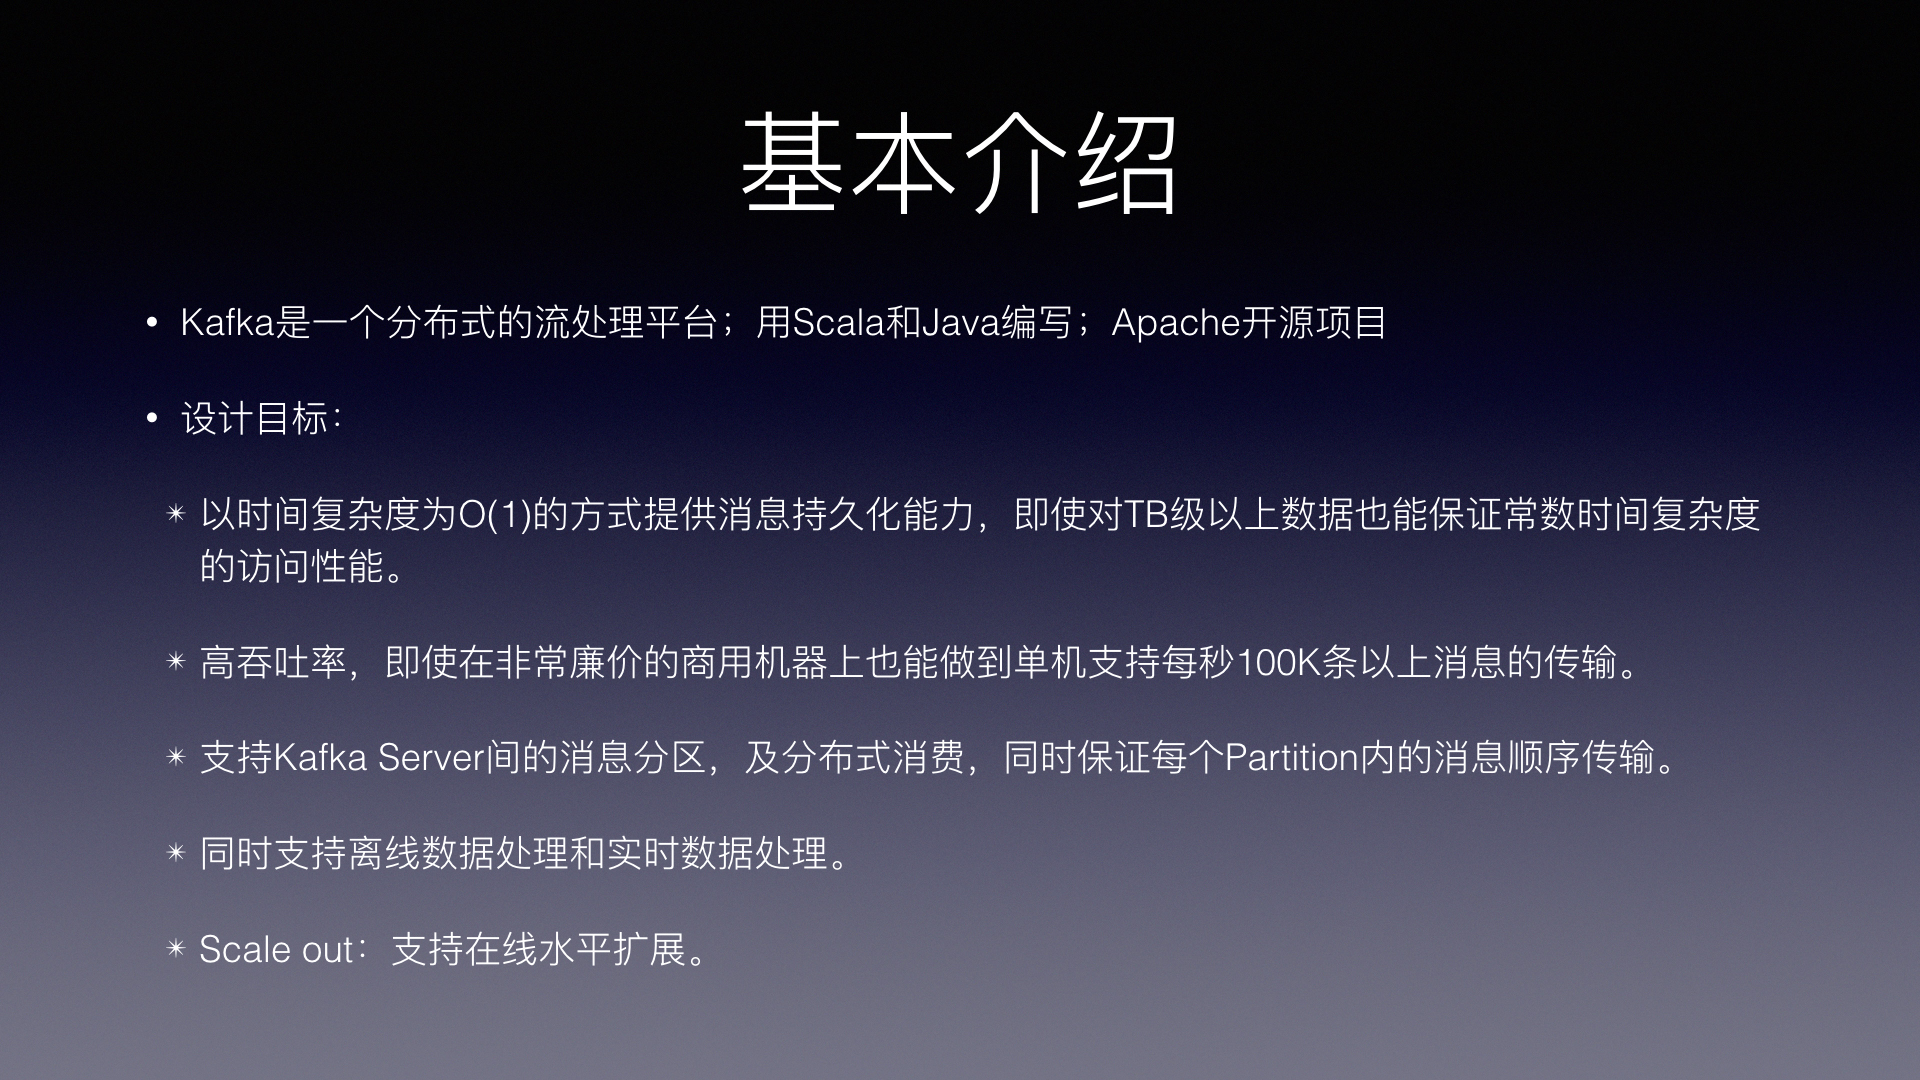 基本介绍
• Kafka是一个分布式的流处理平台；用Scala和Java编写；Apache开源项目
• 设计目标：
✴ 以时间复杂度为O(1)的方式提供消息持久化能力，即使对TB级以上数据也能保证常数时间复杂度
的访问性能。
✴ 高吞吐率，即使在非常廉价的商用机器上也能做到单机支持每秒100K条以上消息的传输。
✴ 支持Kafka Server间的消息分区，及分布式消费，同时保证每个Partition内的消息顺序传输。
✴ 同时支持离线数据处理和实时数据处理。
✴ Scale out：支持在线水平扩展。